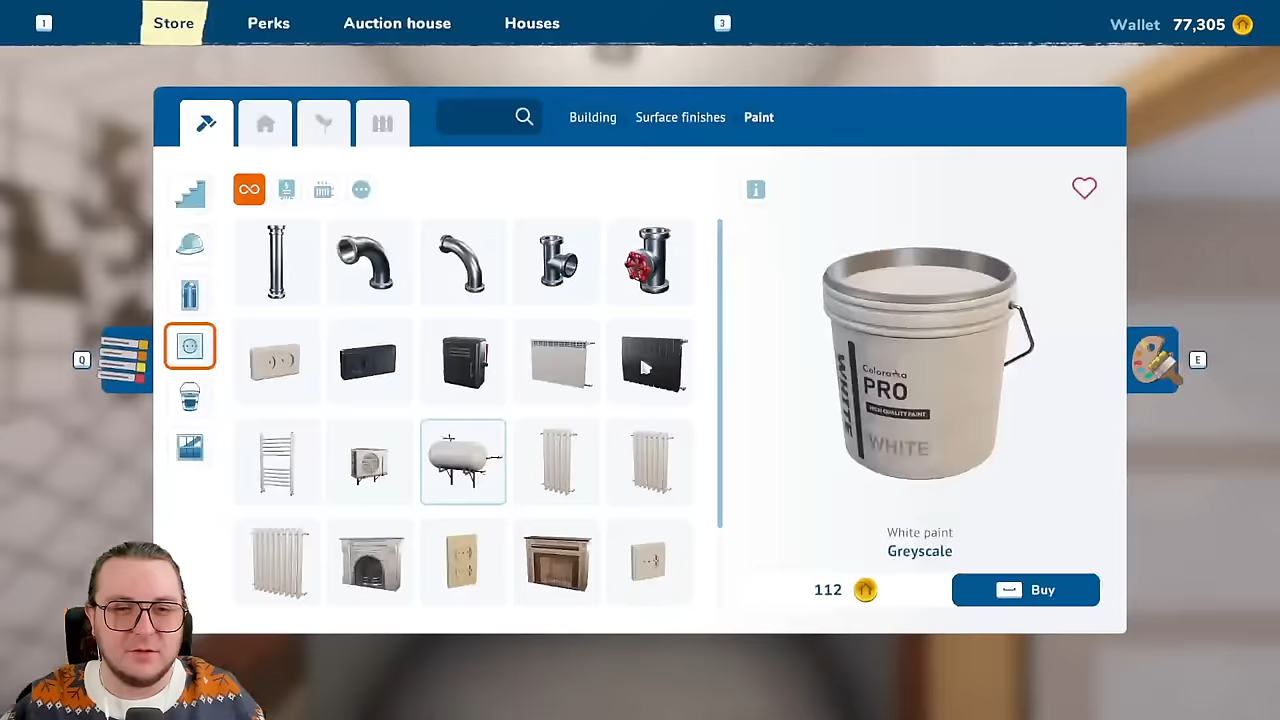 1
Store
Perks
Auction house
Houses
3
Wallet 77,305
Building
Surface finishes
Paint
Q
E
Colorama
PRO
HIGH QUALITY PAINT
WHITE
WHITE
White paint
Greyscale
112
Buy